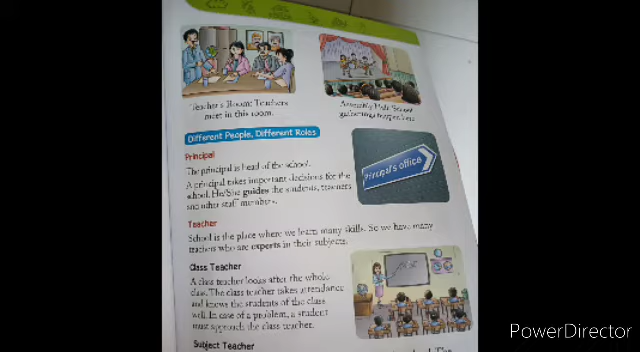 Teacher's Room: Teachers
meet in this room.
Assembly Hall: School
gatherings happen here.
Different People, Different Roles
Principal
The principal is head of the school.
A principal takes important decisions for the
school. He/She guides the students, teachers
and other staff members.
Principal's office
Teacher
School is the place where we learn many skills. So we have many
teachers who are experts in their subjects.
Class Teacher
A class teacher looks after the whole
class. The class teacher takes attendance
and knows the students of the class
well. In case of a problem, a student
must approach the class teacher.
Subject Teacher
PowerDirector